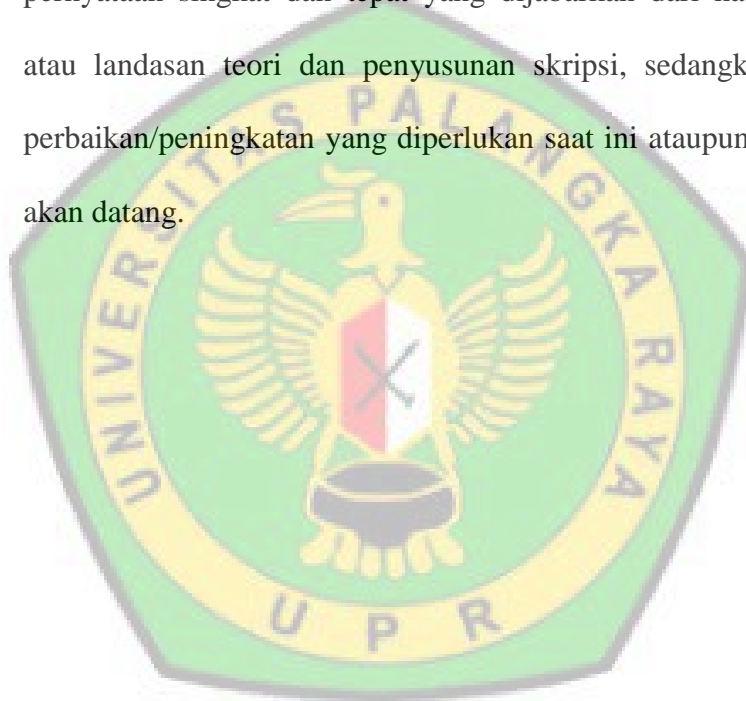 atau landasan teori dan penyusunan skripsi, sedangk
perbaikan/peningkatan yang diperlukan saat ini ataupun
akan datang.
UNIVERSITAS PALANGKA RAYA
UPR